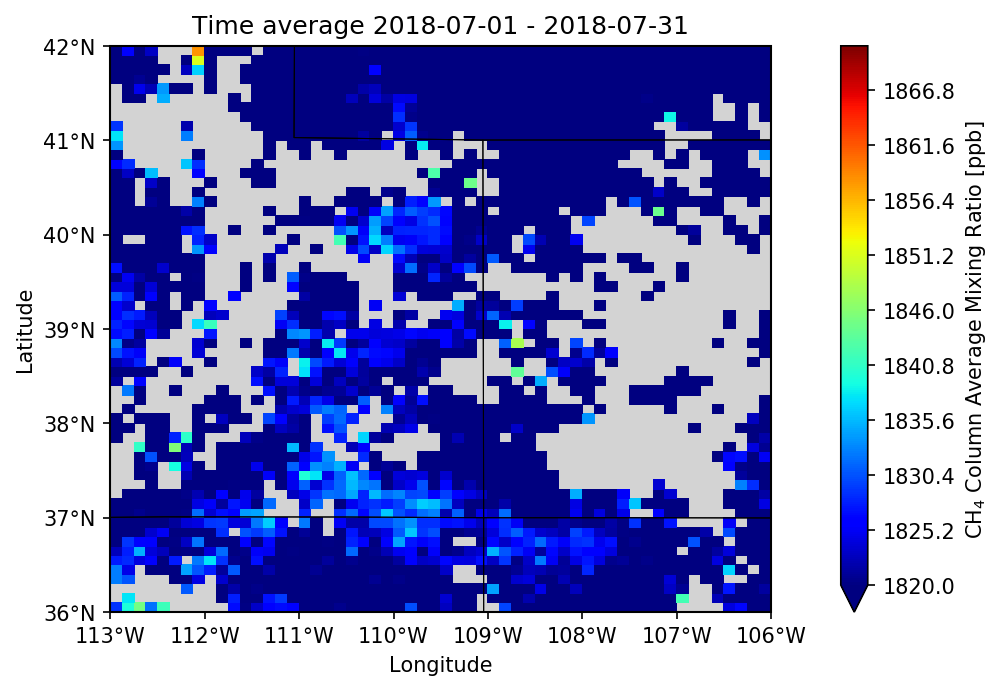 Time average 2018-07-01 - 2018-07-31
42°N
41°N
40°N
39°N
38°N
37°N
36°N
Latitude
113°W 112°W 111°W 110°W 109°W 108°W 107°W 106°W
Longitude
1866.8
1861.6
1856.4
1851.2
1846.0
1840.8
1835.6
1830.4
1825.2
1820.0
CH₄ Column Average Mixing Ratio [ppb]